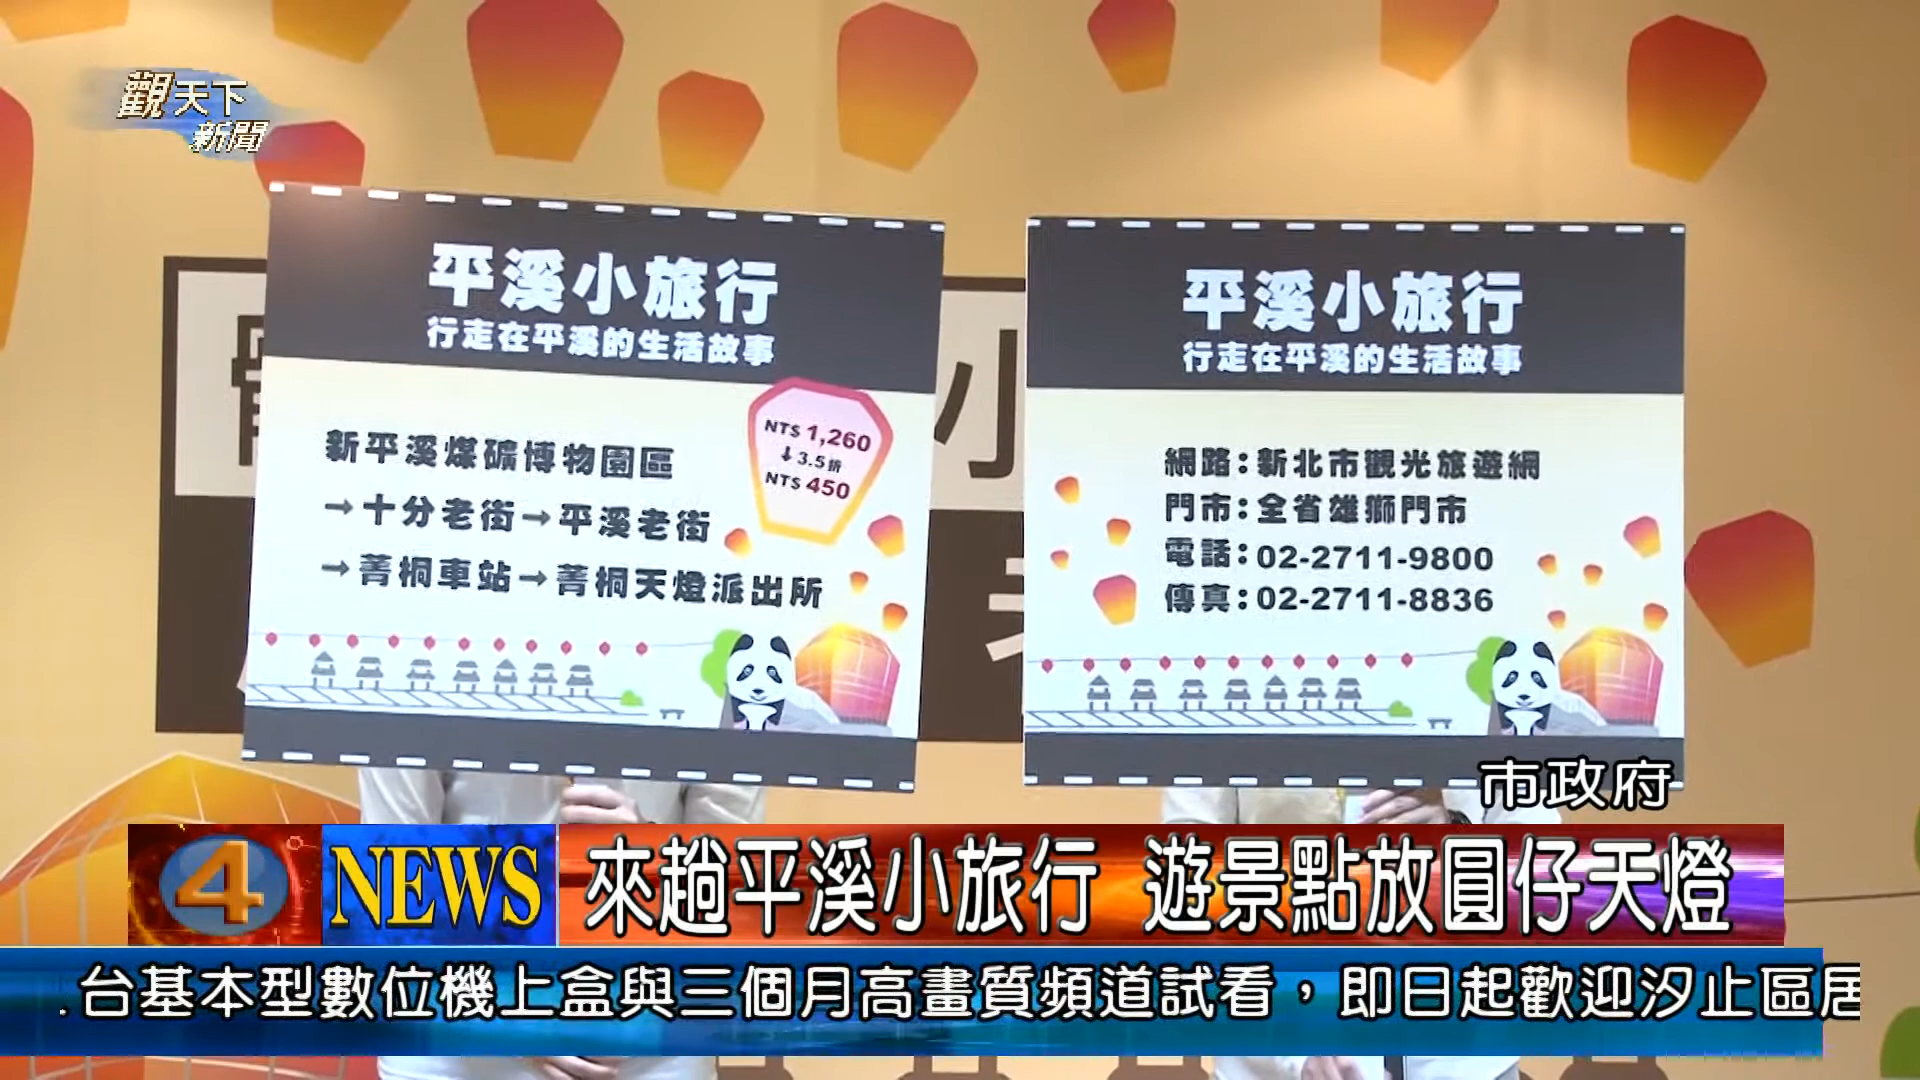 觀天下
新聞
平溪小旅行
行走在平溪的生活故事
新平溪煤礦博物園區
→十分老街→平溪老街
→菁桐車站→菁桐天燈派出所
NT$ 1,260
↓3.5折
NT$ 450
平溪小旅行
行走在平溪的生活故事
網路:新北市觀光旅遊網
門市:全省雄獅門市
電話:02-2711-9800
傳真:02-2711-8836
小
市政府
4 NEWS 來趟平溪小旅行 遊景點放圓仔天燈
台基本型數位機上盒與三個月高畫質頻道試看，即日起歡迎汐止區居